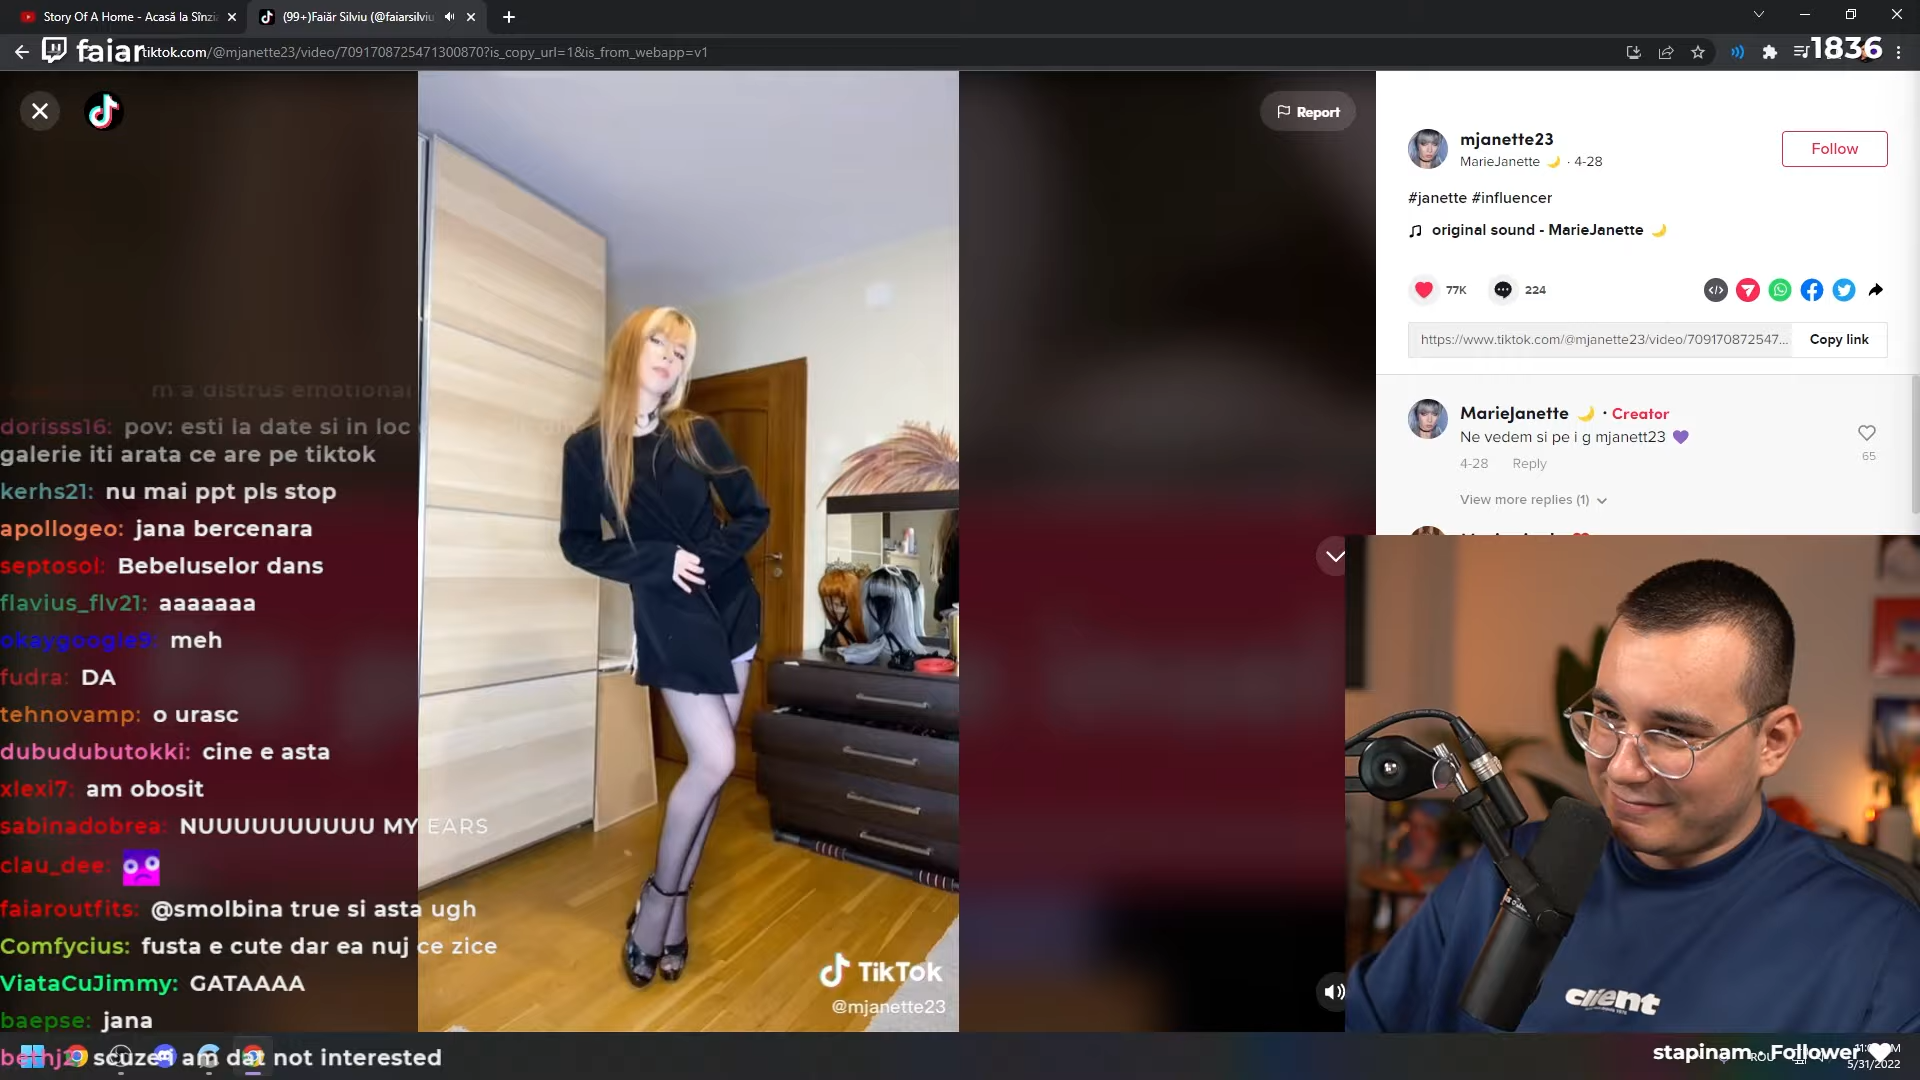 Story Of A Home - Acasă la Sînzi
(99+)Faiăr Silviu (@faiarsilviu
faiar
tiktok.com/@mjanette23/video/7091708725471300870?is_copy_url=1&is_from_webapp=v1
1836
Report
mjanette23
MarieJanette 🌙 · 4-28
Follow
#janette #influencer
original sound - MarieJanette 🌙
77K
224
https://www.tiktok.com/@mjanette23/video/709170872547...
Copy link
MarieJanette 🌙 · Creator
Ne vedem si pe i g mjanett23 💜
65
4-28 Reply
View more replies (1)
m a distrus emotional
dorisss16: pov: esti la date si in loc
galerie iti arata ce are pe tiktok
kerhs21: nu mai ppt pls stop
apollogeo: jana bercenara
septosol: Bebeluselor dans
flavius_flv21: aaaaaaa
okaygoogle9: meh
fudra: DA
tehnovamp: o urasc
dubudubutokki: cine e asta
xlexi7: am obosit
sabinadobrea: NUUUUUUUUUU MY EARS
clau_dee:
faiaroutfits: @smolbina true si asta ugh
Comfycius: fusta e cute dar ea nuj ce zice
ViataCuJimmy: GATAAAA
baepse: jana
i am dat not interested
TikTok
@mjanette23
client
stapinam - Follower
ROU
5/31/2022